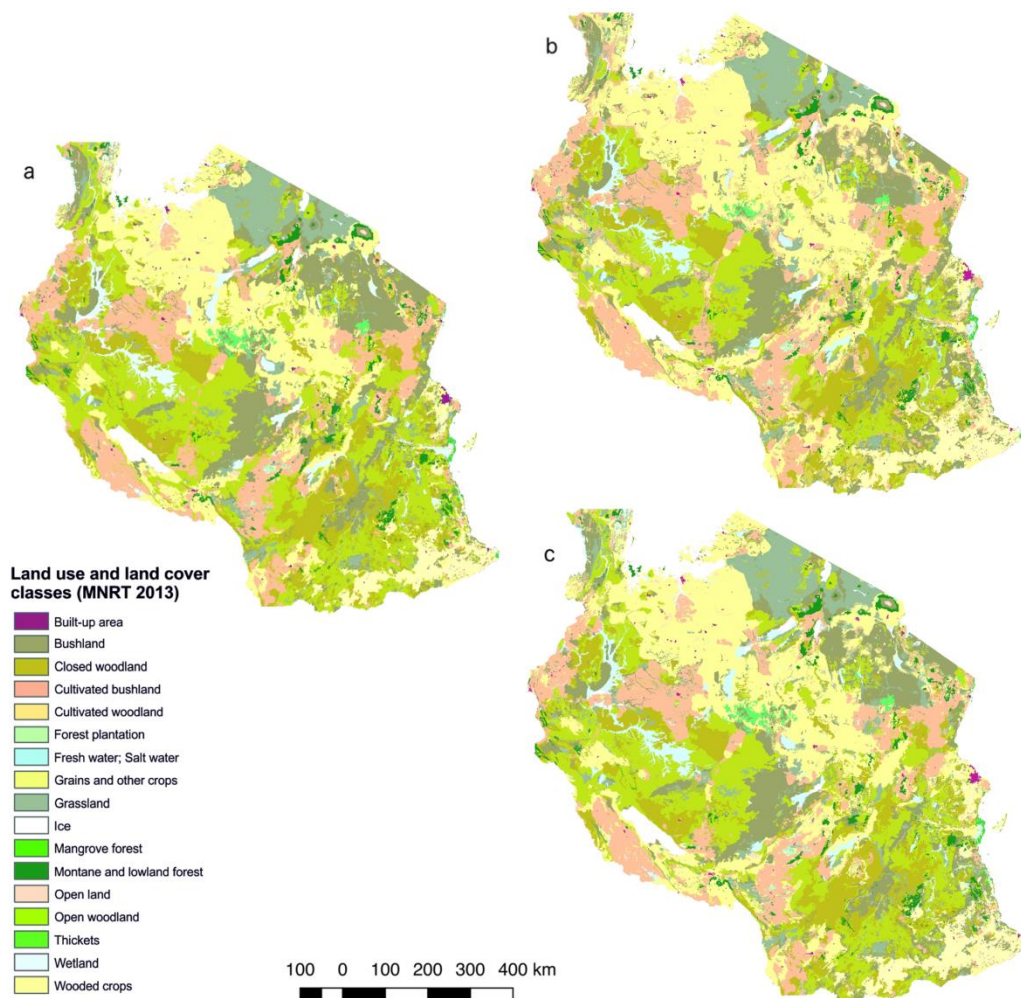 a
b
c
Land use and land cover
classes (MNRT 2013)
Built-up area
Bushland
Closed woodland
Cultivated bushland
Cultivated woodland
Forest plantation
Fresh water; Salt water
Grains and other crops
Grassland
Ice
Mangrove forest
Montane and lowland forest
Open land
Open woodland
Thickets
Wetland
Wooded crops
100 0 100 200 300 400 km